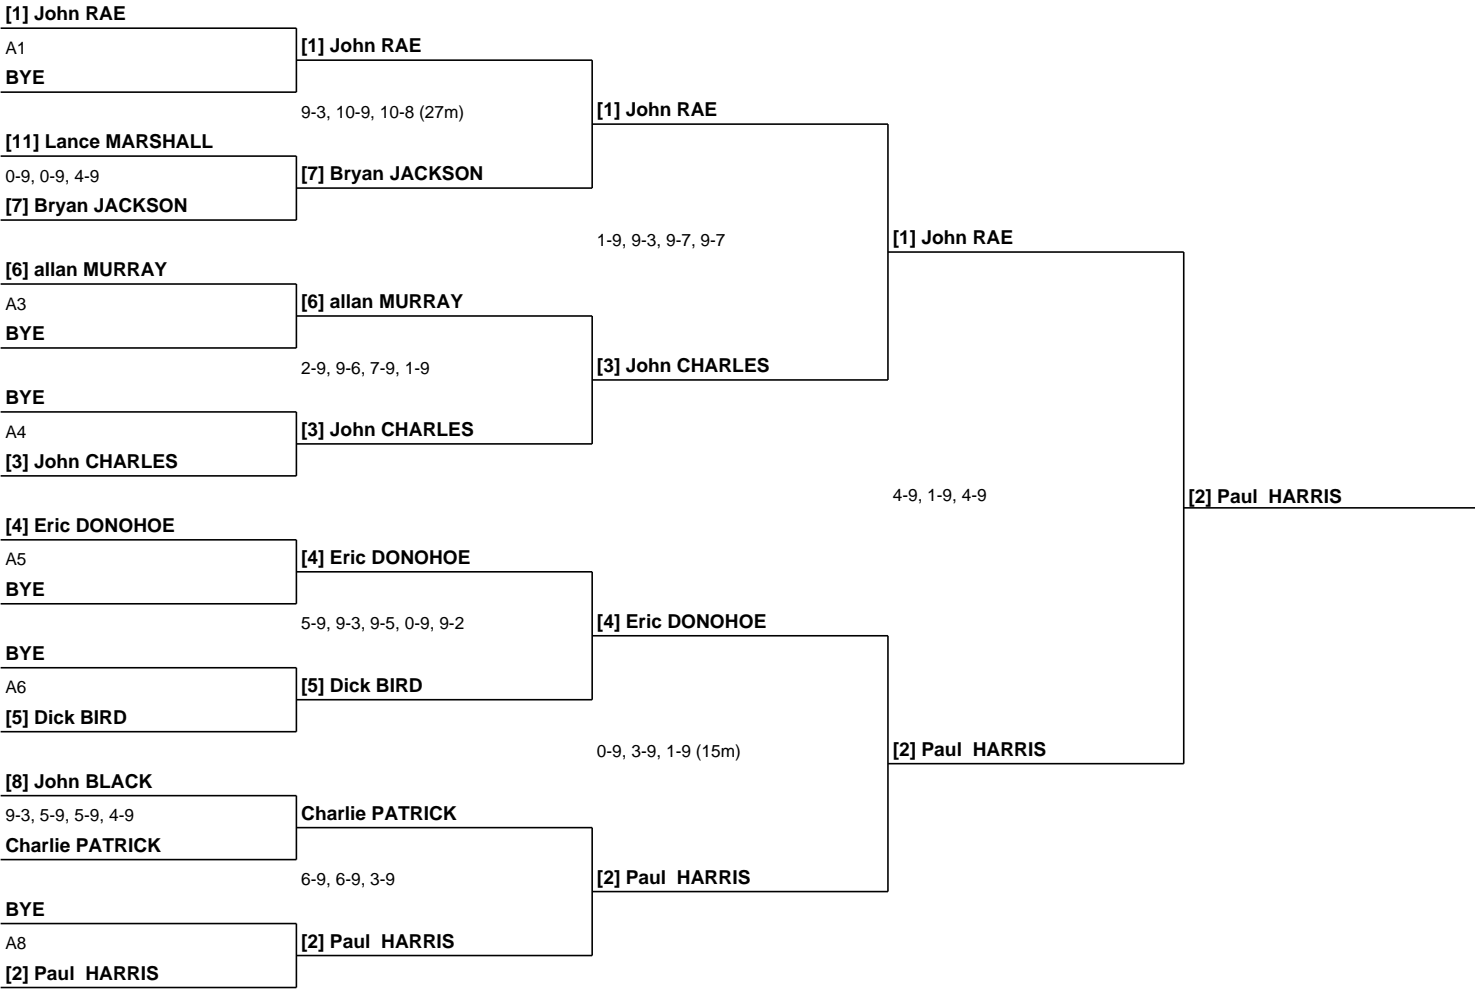 [1] John RAE
A1
BYE
[11] Lance MARSHALL
0-9, 0-9, 4-9
[7] Bryan JACKSON
[6] allan MURRAY
A3
BYE
BYE
A4
[3] John CHARLES
[4] Eric DONOHOE
A5
BYE
BYE
A6
[5] Dick BIRD
[8] John BLACK
9-3, 5-9, 5-9, 4-9
Charlie PATRICK
BYE
A8
[2] Paul  HARRIS
[1] John RAE
9-3, 10-9, 10-8 (27m)
[7] Bryan JACKSON
[6] allan MURRAY
2-9, 9-6, 7-9, 1-9
[3] John CHARLES
[4] Eric DONOHOE
5-9, 9-3, 9-5, 0-9, 9-2
[5] Dick BIRD
Charlie PATRICK
6-9, 6-9, 3-9
[2] Paul  HARRIS
[1] John RAE
1-9, 9-3, 9-7, 9-7
[3] John CHARLES
[4] Eric DONOHOE
0-9, 3-9, 1-9 (15m)
[2] Paul  HARRIS
[1] John RAE
4-9, 1-9, 4-9
[2] Paul  HARRIS
[2] Paul  HARRIS